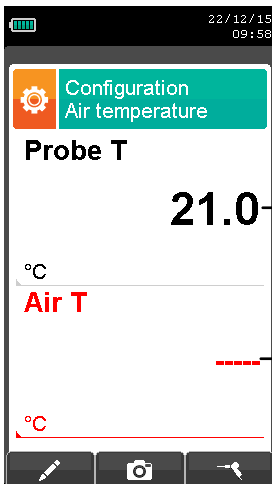 22/12/15
09:58
Configuration
Air temperature
Probe T
21.0
°C
Air T
-----
°C